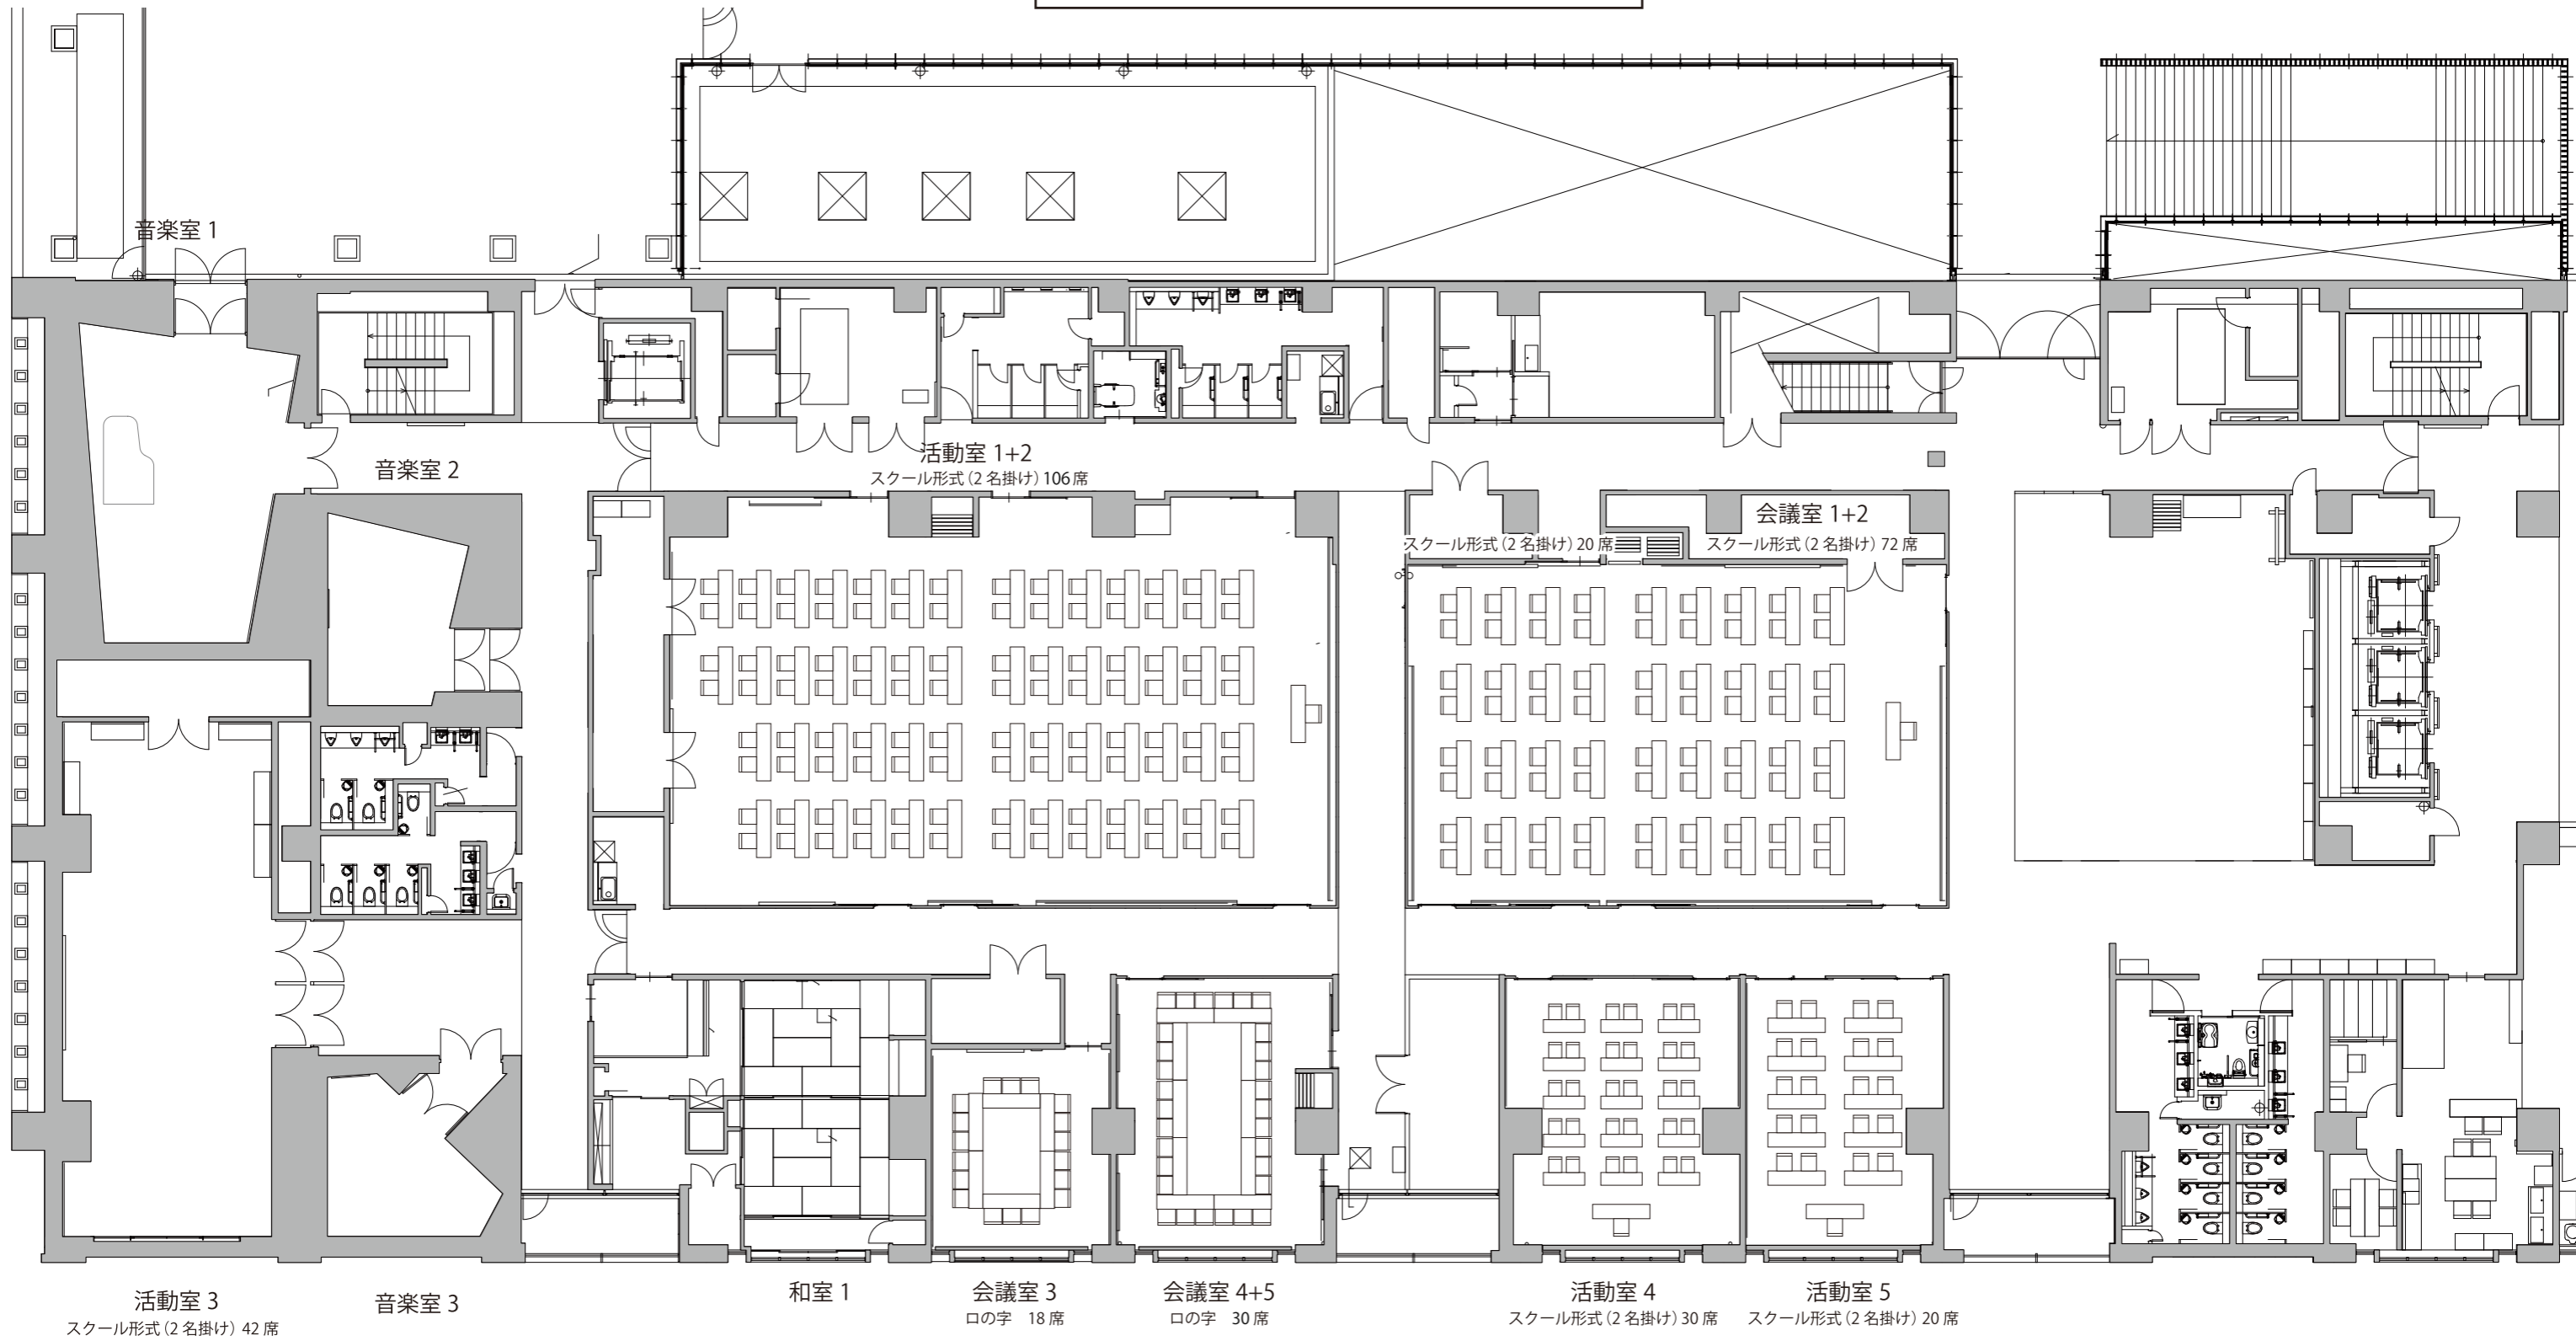 音楽室 1
活動室 1+2
スクール形式（2 名掛け）106 席
音楽室 2
会議室 1+2
スクール形式（2 名掛け）20 席
スクール形式（2 名掛け）72 席
活動室 3
スクール形式（2 名掛け）42 席
音楽室 3
和室 1
会議室 3
ロの字　18 席
会議室 4+5
ロの字　30 席
活動室 4
スクール形式（2 名掛け）30 席
活動室 5
スクール形式（2 名掛け）20 席